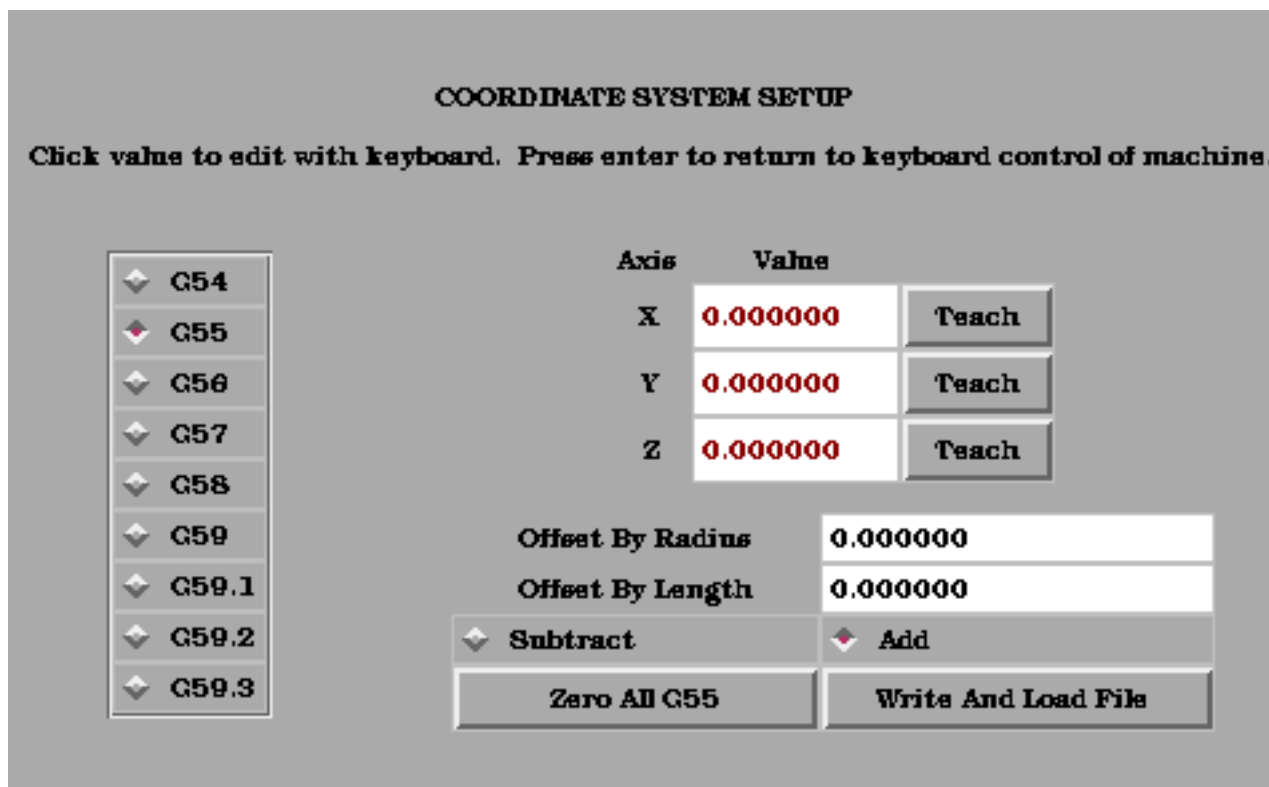 COORDINATE SYSTEM SETUP
Click value to edit with keyboard. Press enter to return to keyboard control of machine.
G54
G55
G56
G57
G58
G59
G59.1
G59.2
G59.3
Axis Value
X 0.000000 Teach
Y 0.000000 Teach
Z 0.000000 Teach
Offset By Radius 0.000000
Offset By Length 0.000000
Subtract Add
Zero All G55 Write And Load File